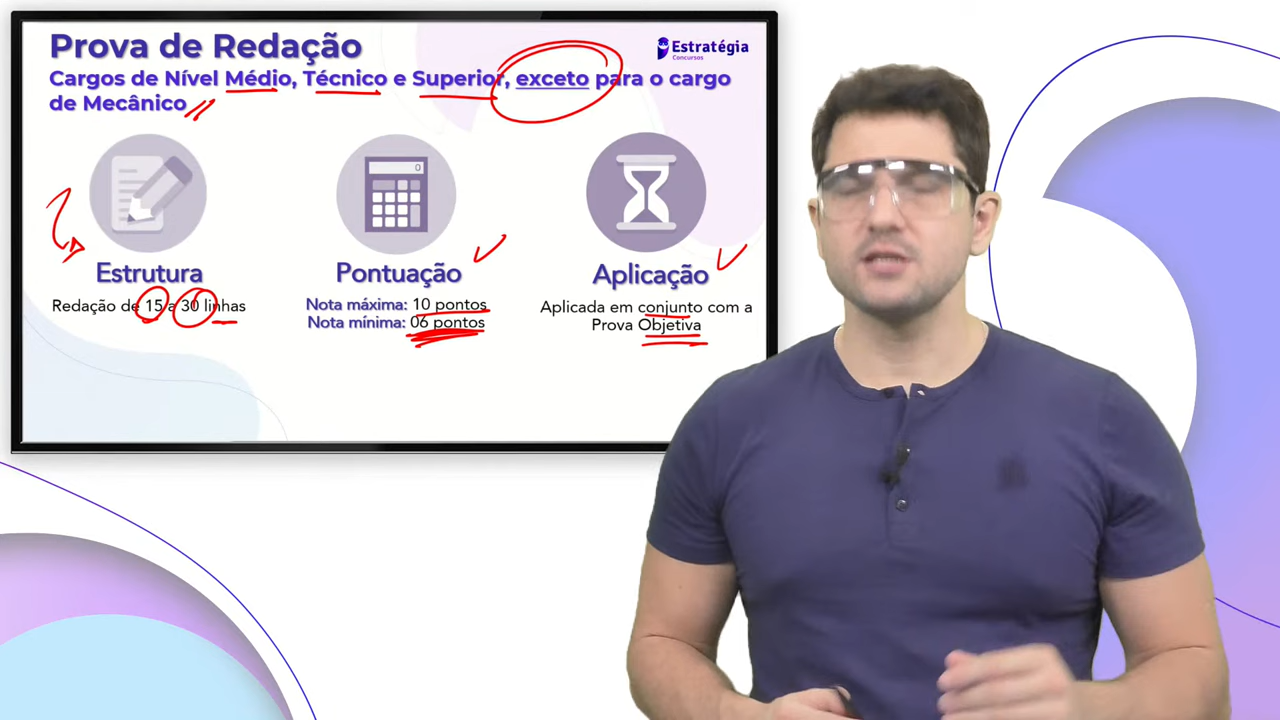 Prova de Redação
Estratégia
Concursos
Cargos de Nível Médio, Técnico e Superior, exceto para o cargo
de Mecânico
0
Estrutura
Redação de 15 a 30 linhas
Pontuação
Nota máxima: 10 pontos
Nota mínima: 06 pontos
Aplicação
Aplicada em conjunto com a
Prova Objetiva